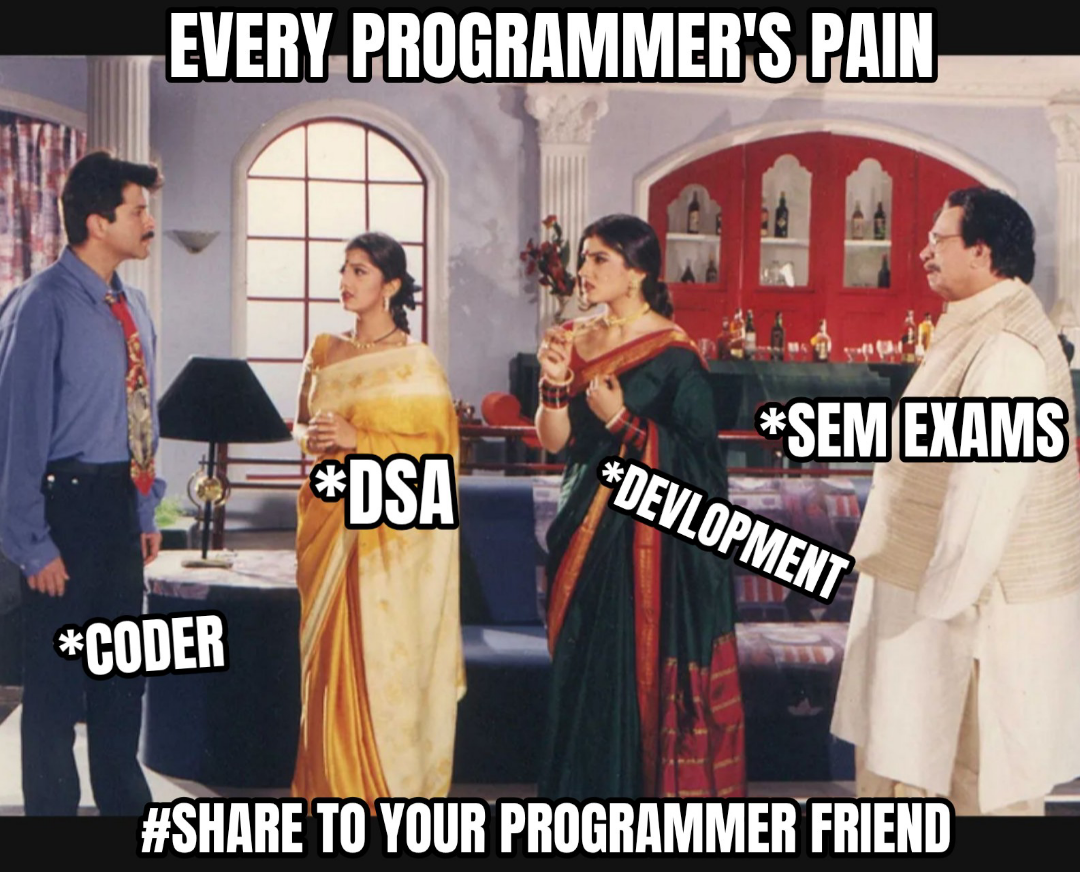 EVERY PROGRAMMER'S PAIN
*SEM EXAMS
*DSA
*DEVLOPMENT
*CODER
#SHARE TO YOUR PROGRAMMER FRIEND